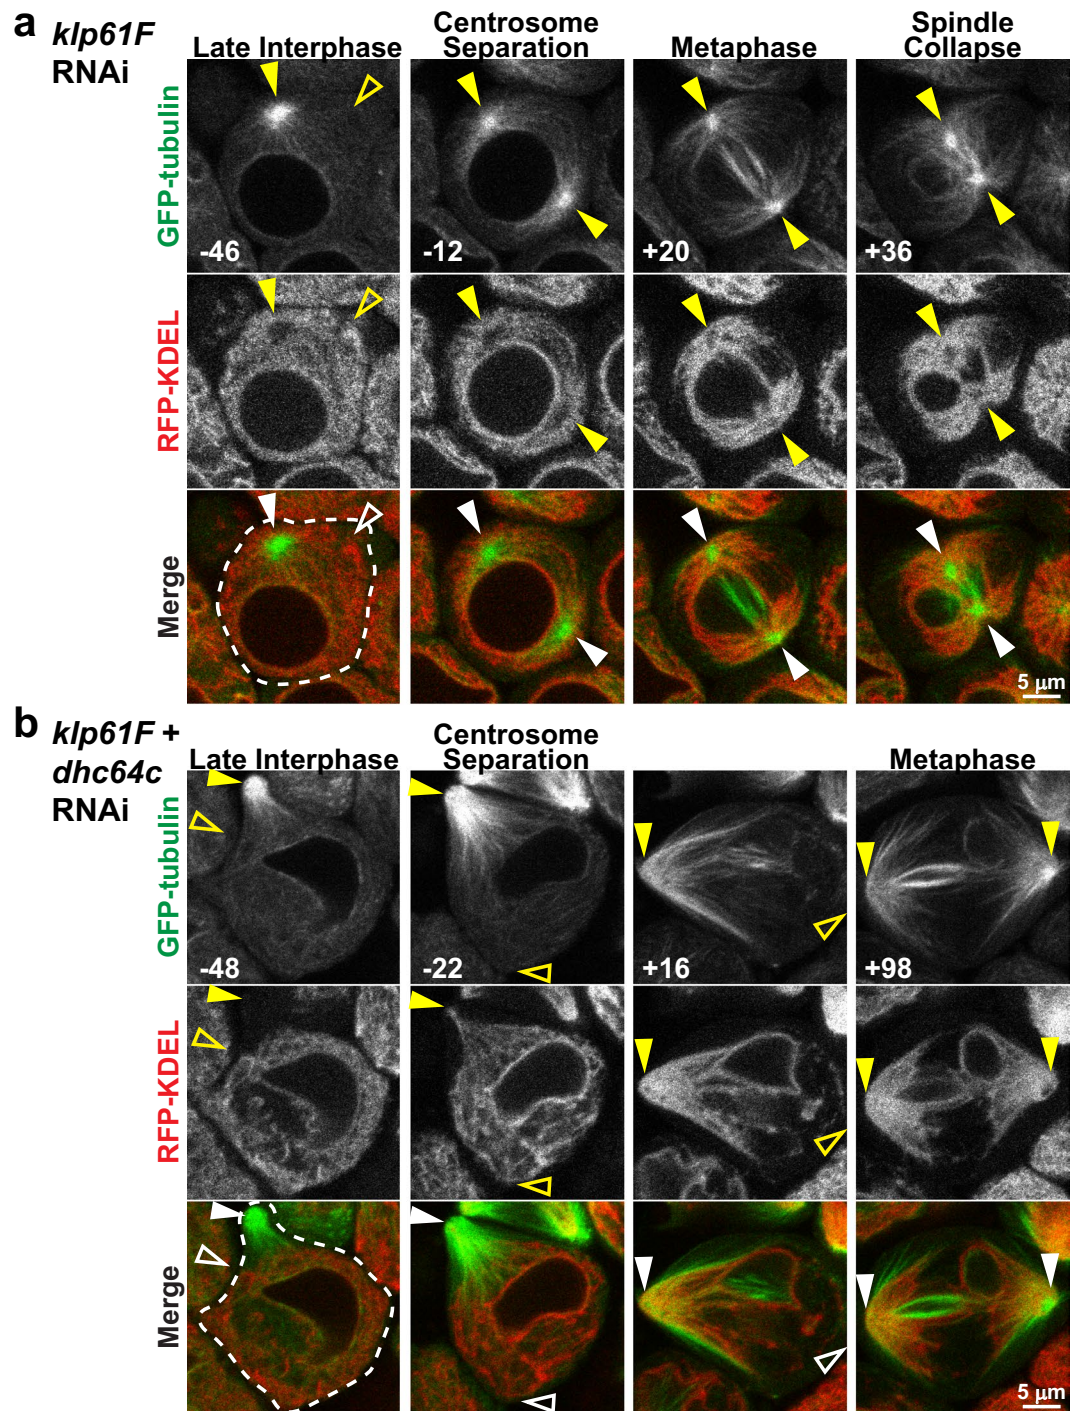 a
klp61F
RNAi
Late Interphase
Centrosome
Separation
Metaphase
Spindle
Collapse
GFP-tubulin
-46
-12
+20
+36
RFP-KDEL
Merge
5 μm
b
klp61F +
dhc64c
RNAi
Late Interphase
Centrosome
Separation
Metaphase
GFP-tubulin
-48
-22
+16
+98
RFP-KDEL
Merge
5 μm